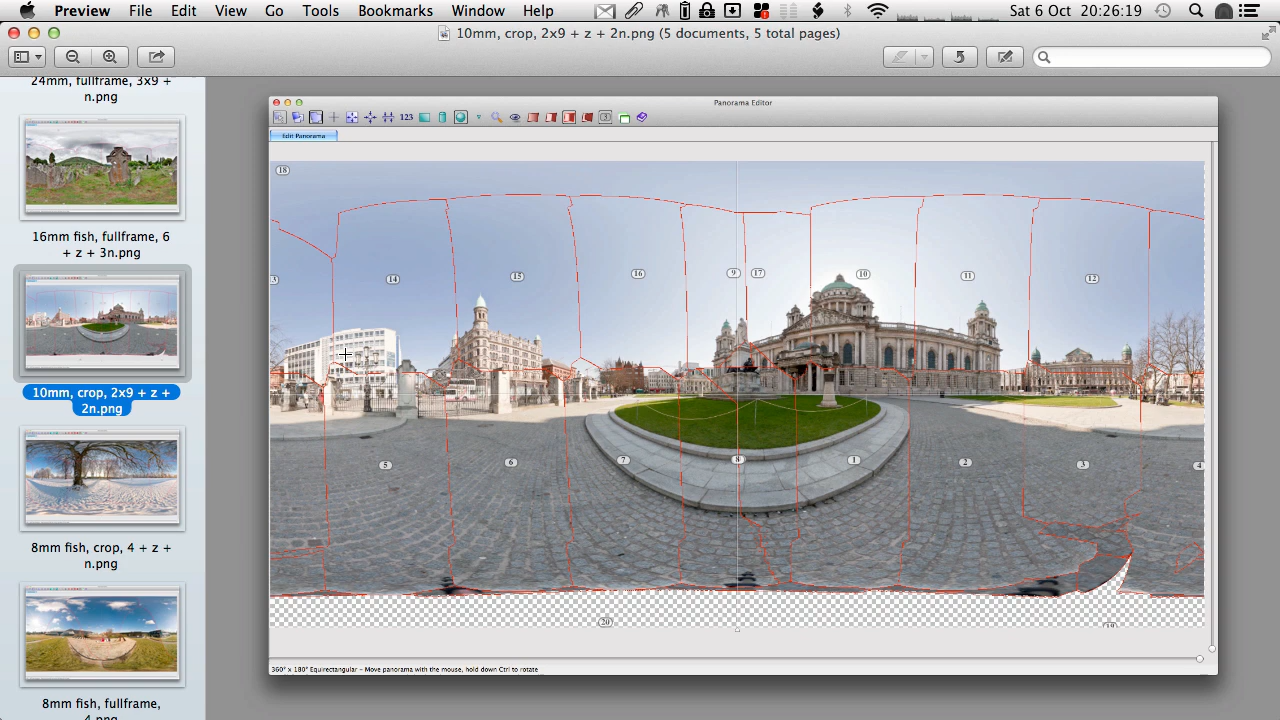 Preview File Edit View Go Tools Bookmarks Window Help Sat 6 Oct 20:26:19
10mm, crop, 2x9 + z + 2n.png (5 documents, 5 total pages)
24mm, fullframe, 3x9 +
n.png
16mm fish, fullframe, 6
+ z + 3n.png
10mm, crop, 2x9 + z +
2n.png
8mm fish, crop, 4 + z +
n.png
8mm fish, fullframe,
4.png
Panorama Editor
123
Edit Panorama
18
3 14 15 16 9 17 10 11 12
5 6 7 8 1 2 3 4
20 19
360° x 180° Equirectangular - Move panorama with the mouse, hold down Ctrl to rotate